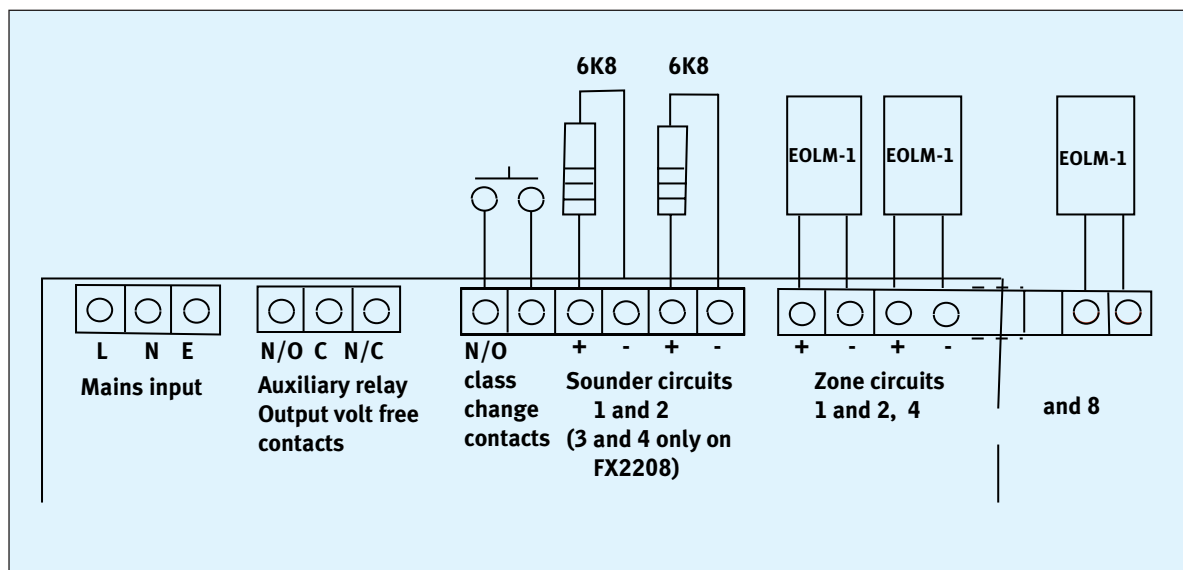 6K8 6K8
EOLM-1 EOLM-1 EOLM-1
L N E
Mains input
N/O C N/C
Auxiliary relay
Output volt free
contacts
N/O
class
change
contacts
+ - + -
Sounder circuits
1 and 2
(3 and 4 only on
FX2208)
+ - + -
Zone circuits
1 and 2, 4
and 8